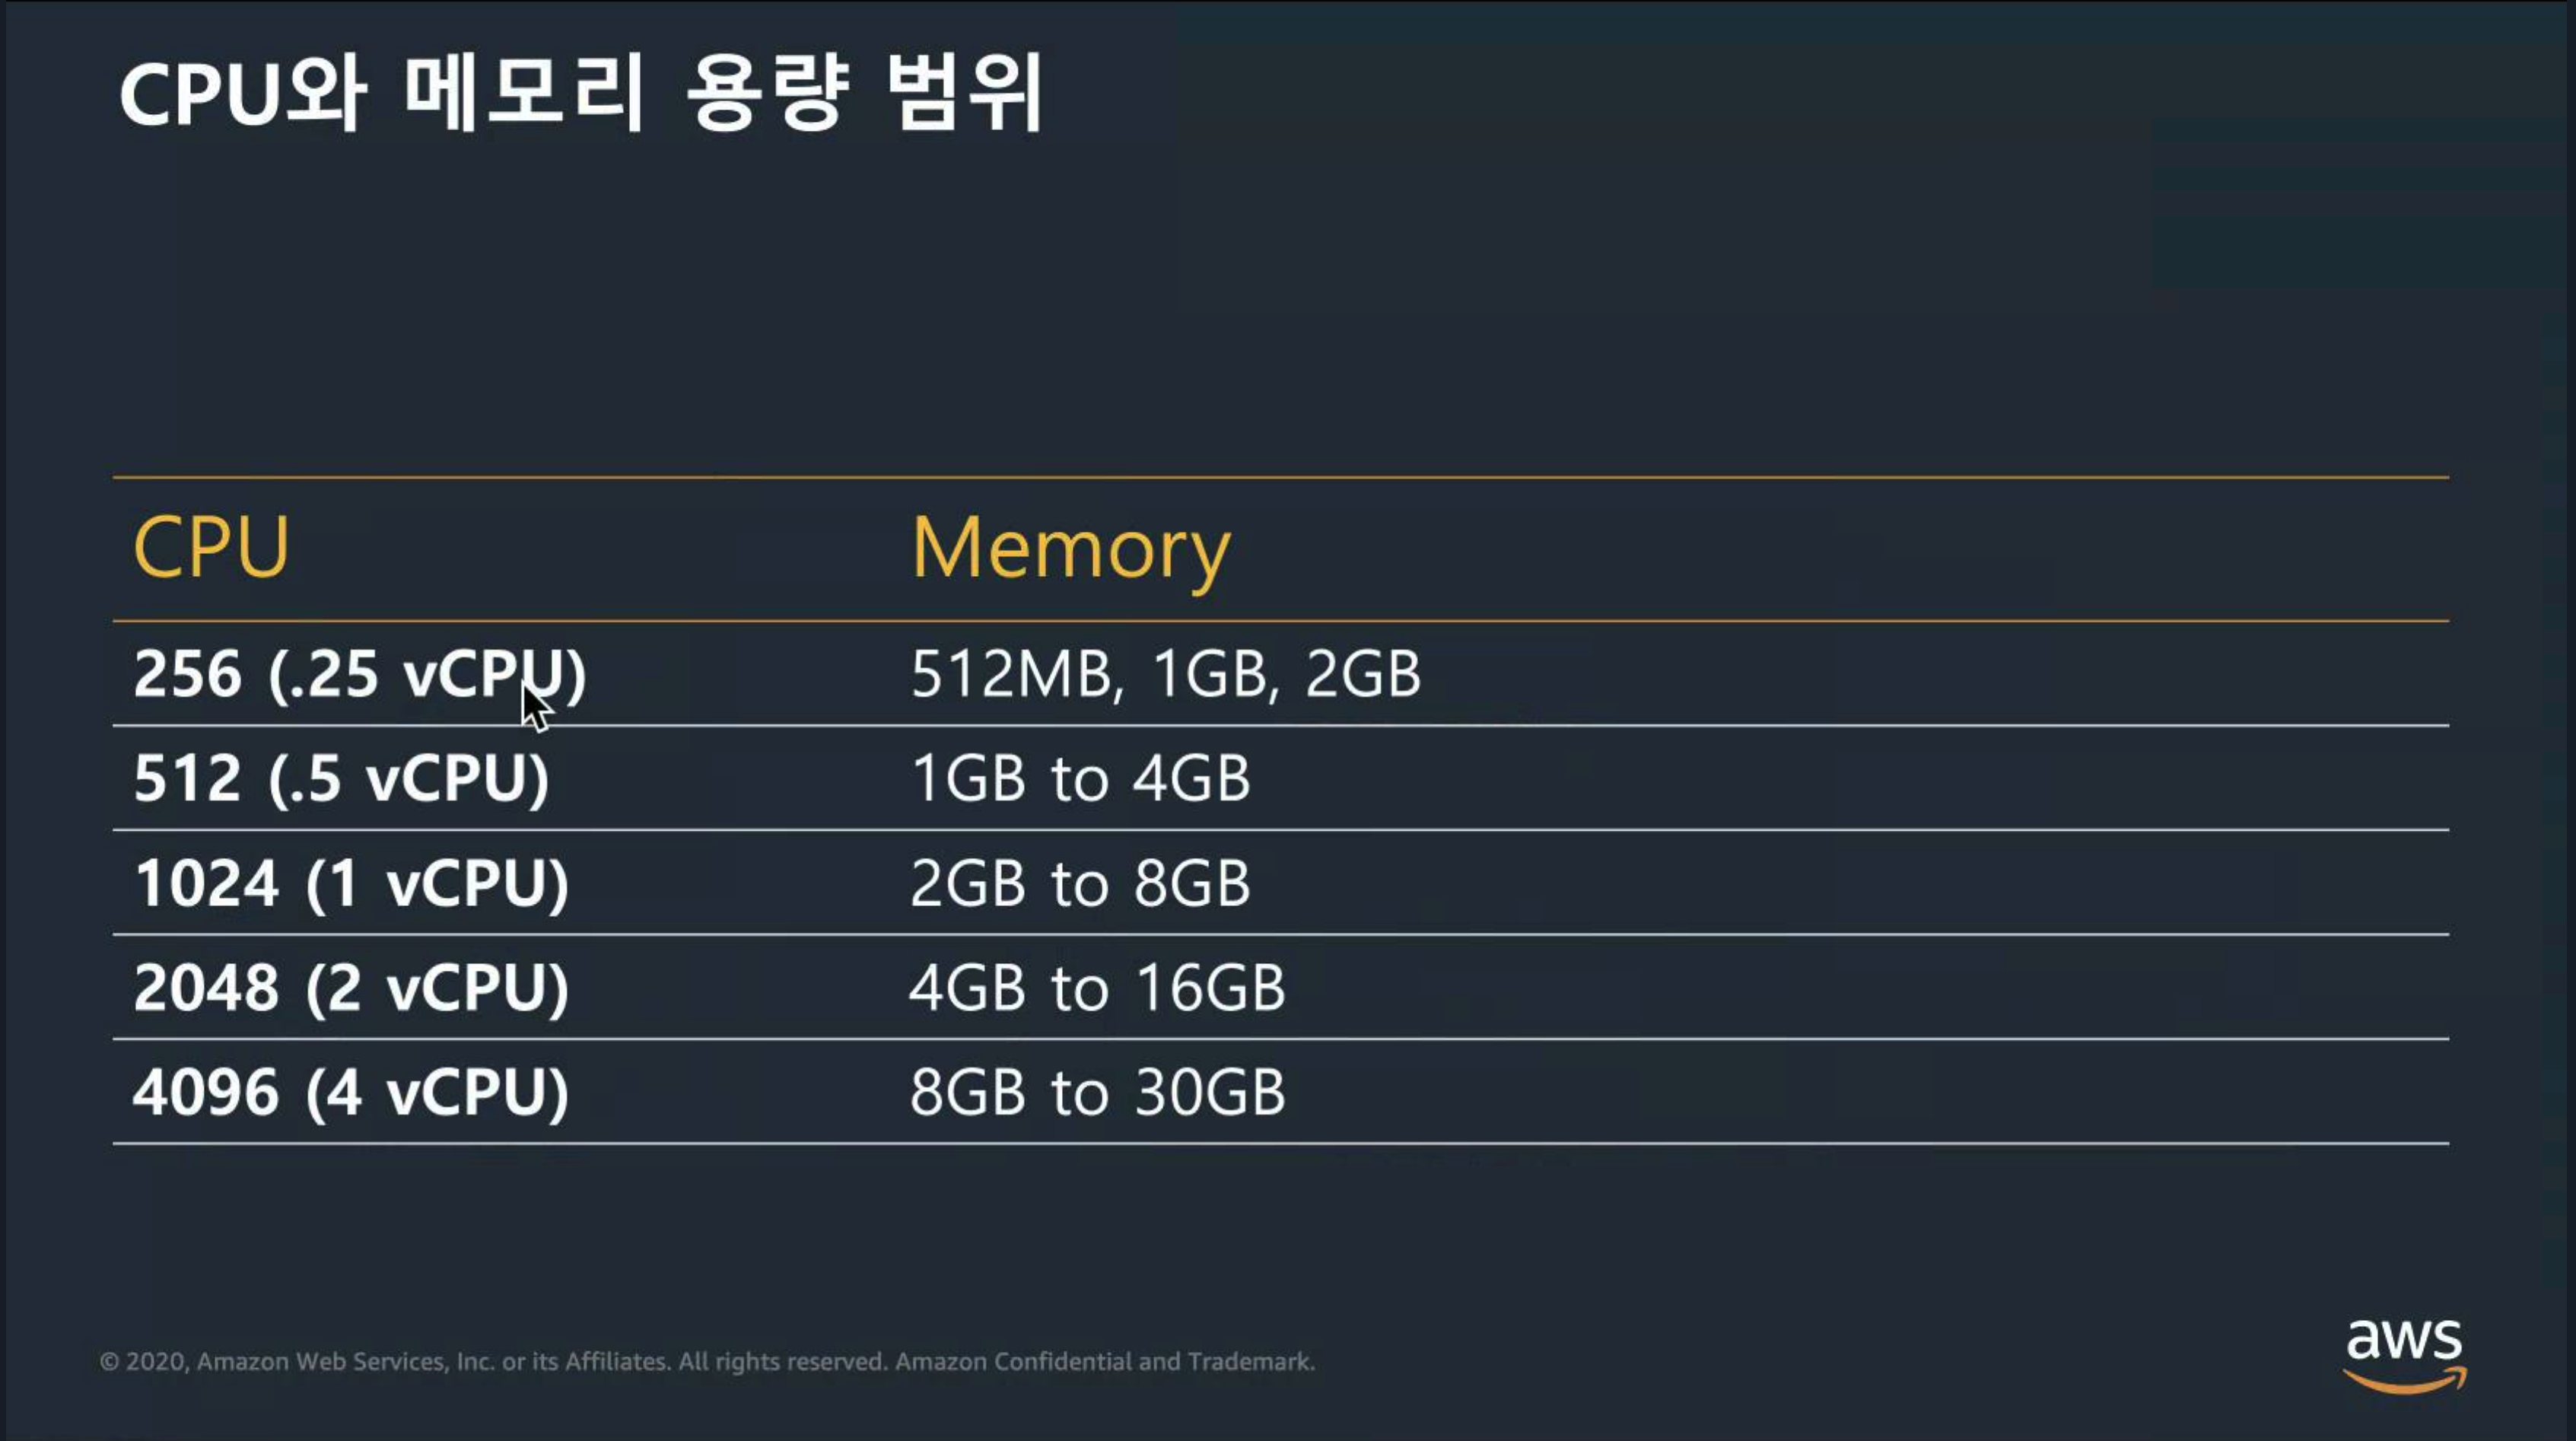 CPU와 메모리 용량 범위
CPU Memory
256 (.25 vCPU) 512MB, 1GB, 2GB
512 (.5 vCPU) 1GB to 4GB
1024 (1 vCPU) 2GB to 8GB
2048 (2 vCPU) 4GB to 16GB
4096 (4 vCPU) 8GB to 30GB
© 2020, Amazon Web Services, Inc. or its Affiliates. All rights reserved. Amazon Confidential and Trademark.
aws